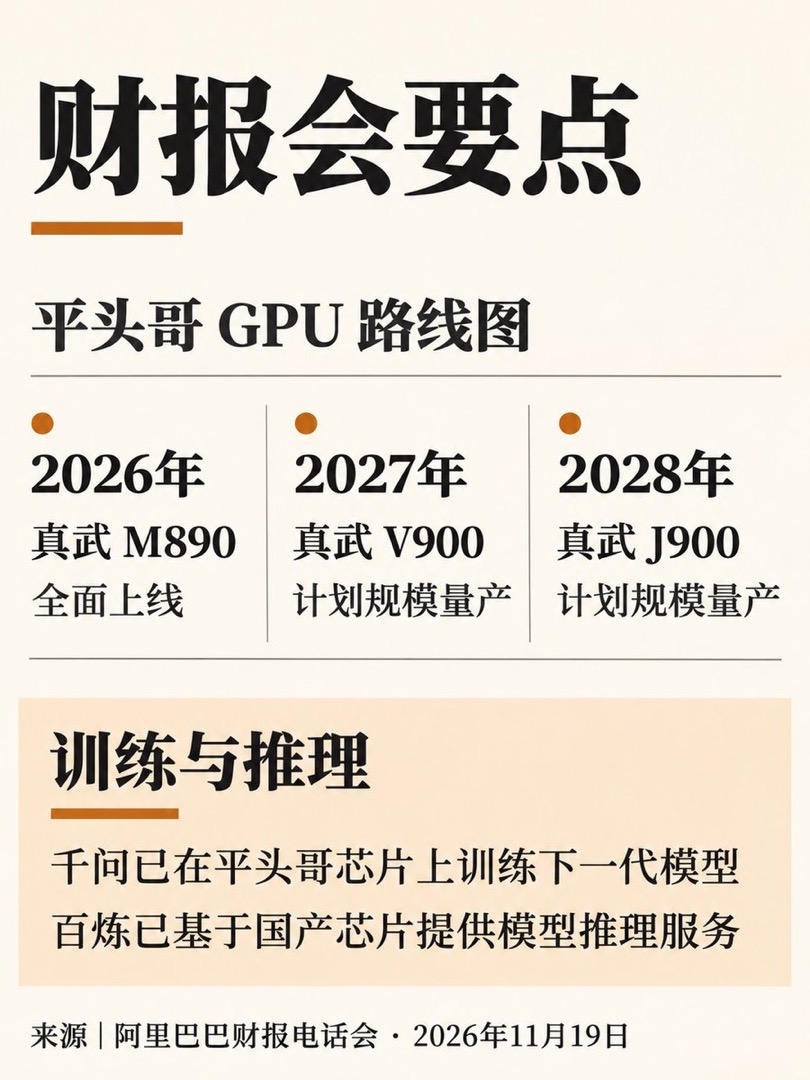 财报会要点
平头哥 GPU 路线图
2026年
真武 M890
全面上线
2027年
真武 V900
计划规模量产
2028年
真武 J900
计划规模量产
训练与推理
千问已在平头哥芯片上训练下一代模型
百炼已基于国产芯片提供模型推理服务
来源｜阿里巴巴财报电话会 · 2026年11月19日